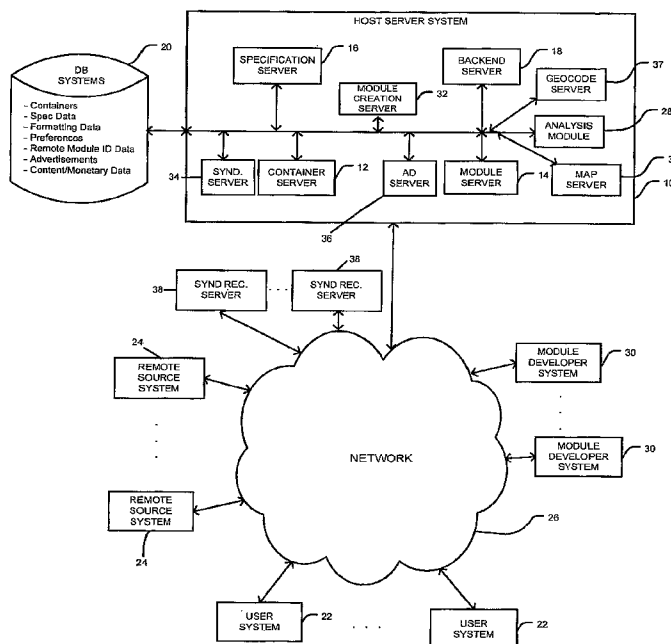 HOST SERVER SYSTEM
20
DB
SYSTEMS
- Containers
- Spec Data
- Formatting Data
- Preferences
- Remote Module ID Data
- Advertisements
- Content/Monetary Data
SPECIFICATION
SERVER
16
MODULE
CREATION
SERVER
32
BACKEND
SERVER
18
GEOCODE
SERVER
37
ANALYSIS
MODULE
28
SYND.
SERVER
34
CONTAINER
SERVER
12
AD
SERVER
36
MODULE
SERVER
14
MAP
SERVER
10
38
SYND REC.
SERVER
38
SYND REC.
SERVER
24
REMOTE
SOURCE
SYSTEM
MODULE
DEVELOPER
SYSTEM
30
NETWORK
MODULE
DEVELOPER
SYSTEM
30
REMOTE
SOURCE
SYSTEM
24
26
USER
SYSTEM
22
USER
SYSTEM
22